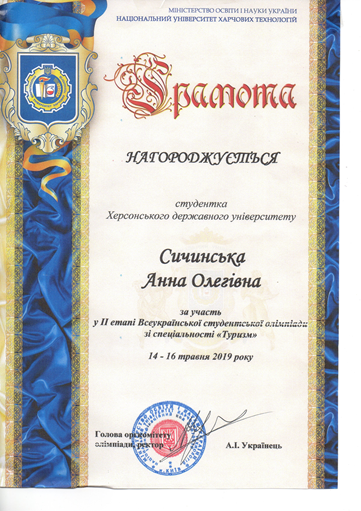 МІНІСТЕРСТВО ОСВІТИ І НАУКИ УКРАЇНИ
НАЦІОНАЛЬНИЙ УНІВЕРСИТЕТ ХАРЧОВИХ ТЕХНОЛОГІЙ
Грамота
НАГОРОДЖУЄТЬСЯ
студентка
Херсонського державного університету
Сичинська
Анна Олегівна
за участь
у ІІ етапі Всеукраїнської студентської олімпіади
зі спеціальності «Туризм»
14 - 16 травня 2019 року
Голова оргкомітету
олімпіади, ректор
А.І. Українець